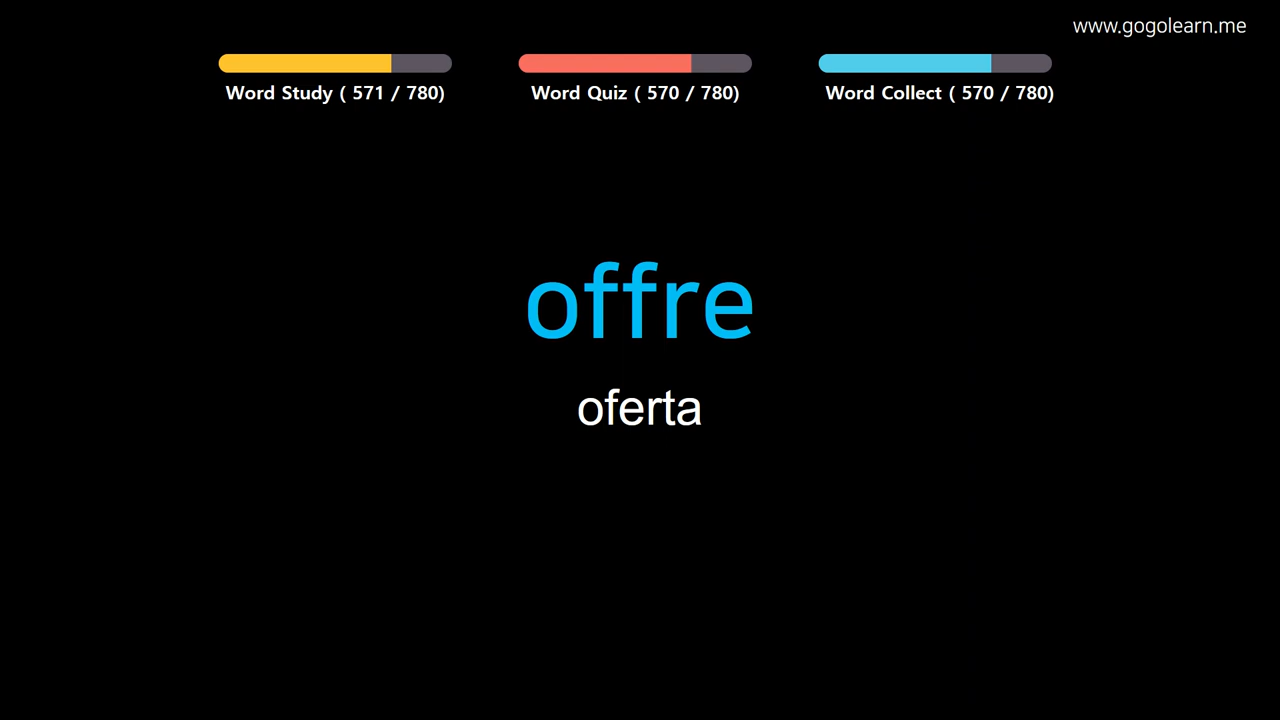 www.gogolearn.me
Word Study ( 571 / 780)
Word Quiz ( 570 / 780)
Word Collect ( 570 / 780)
offre
oferta